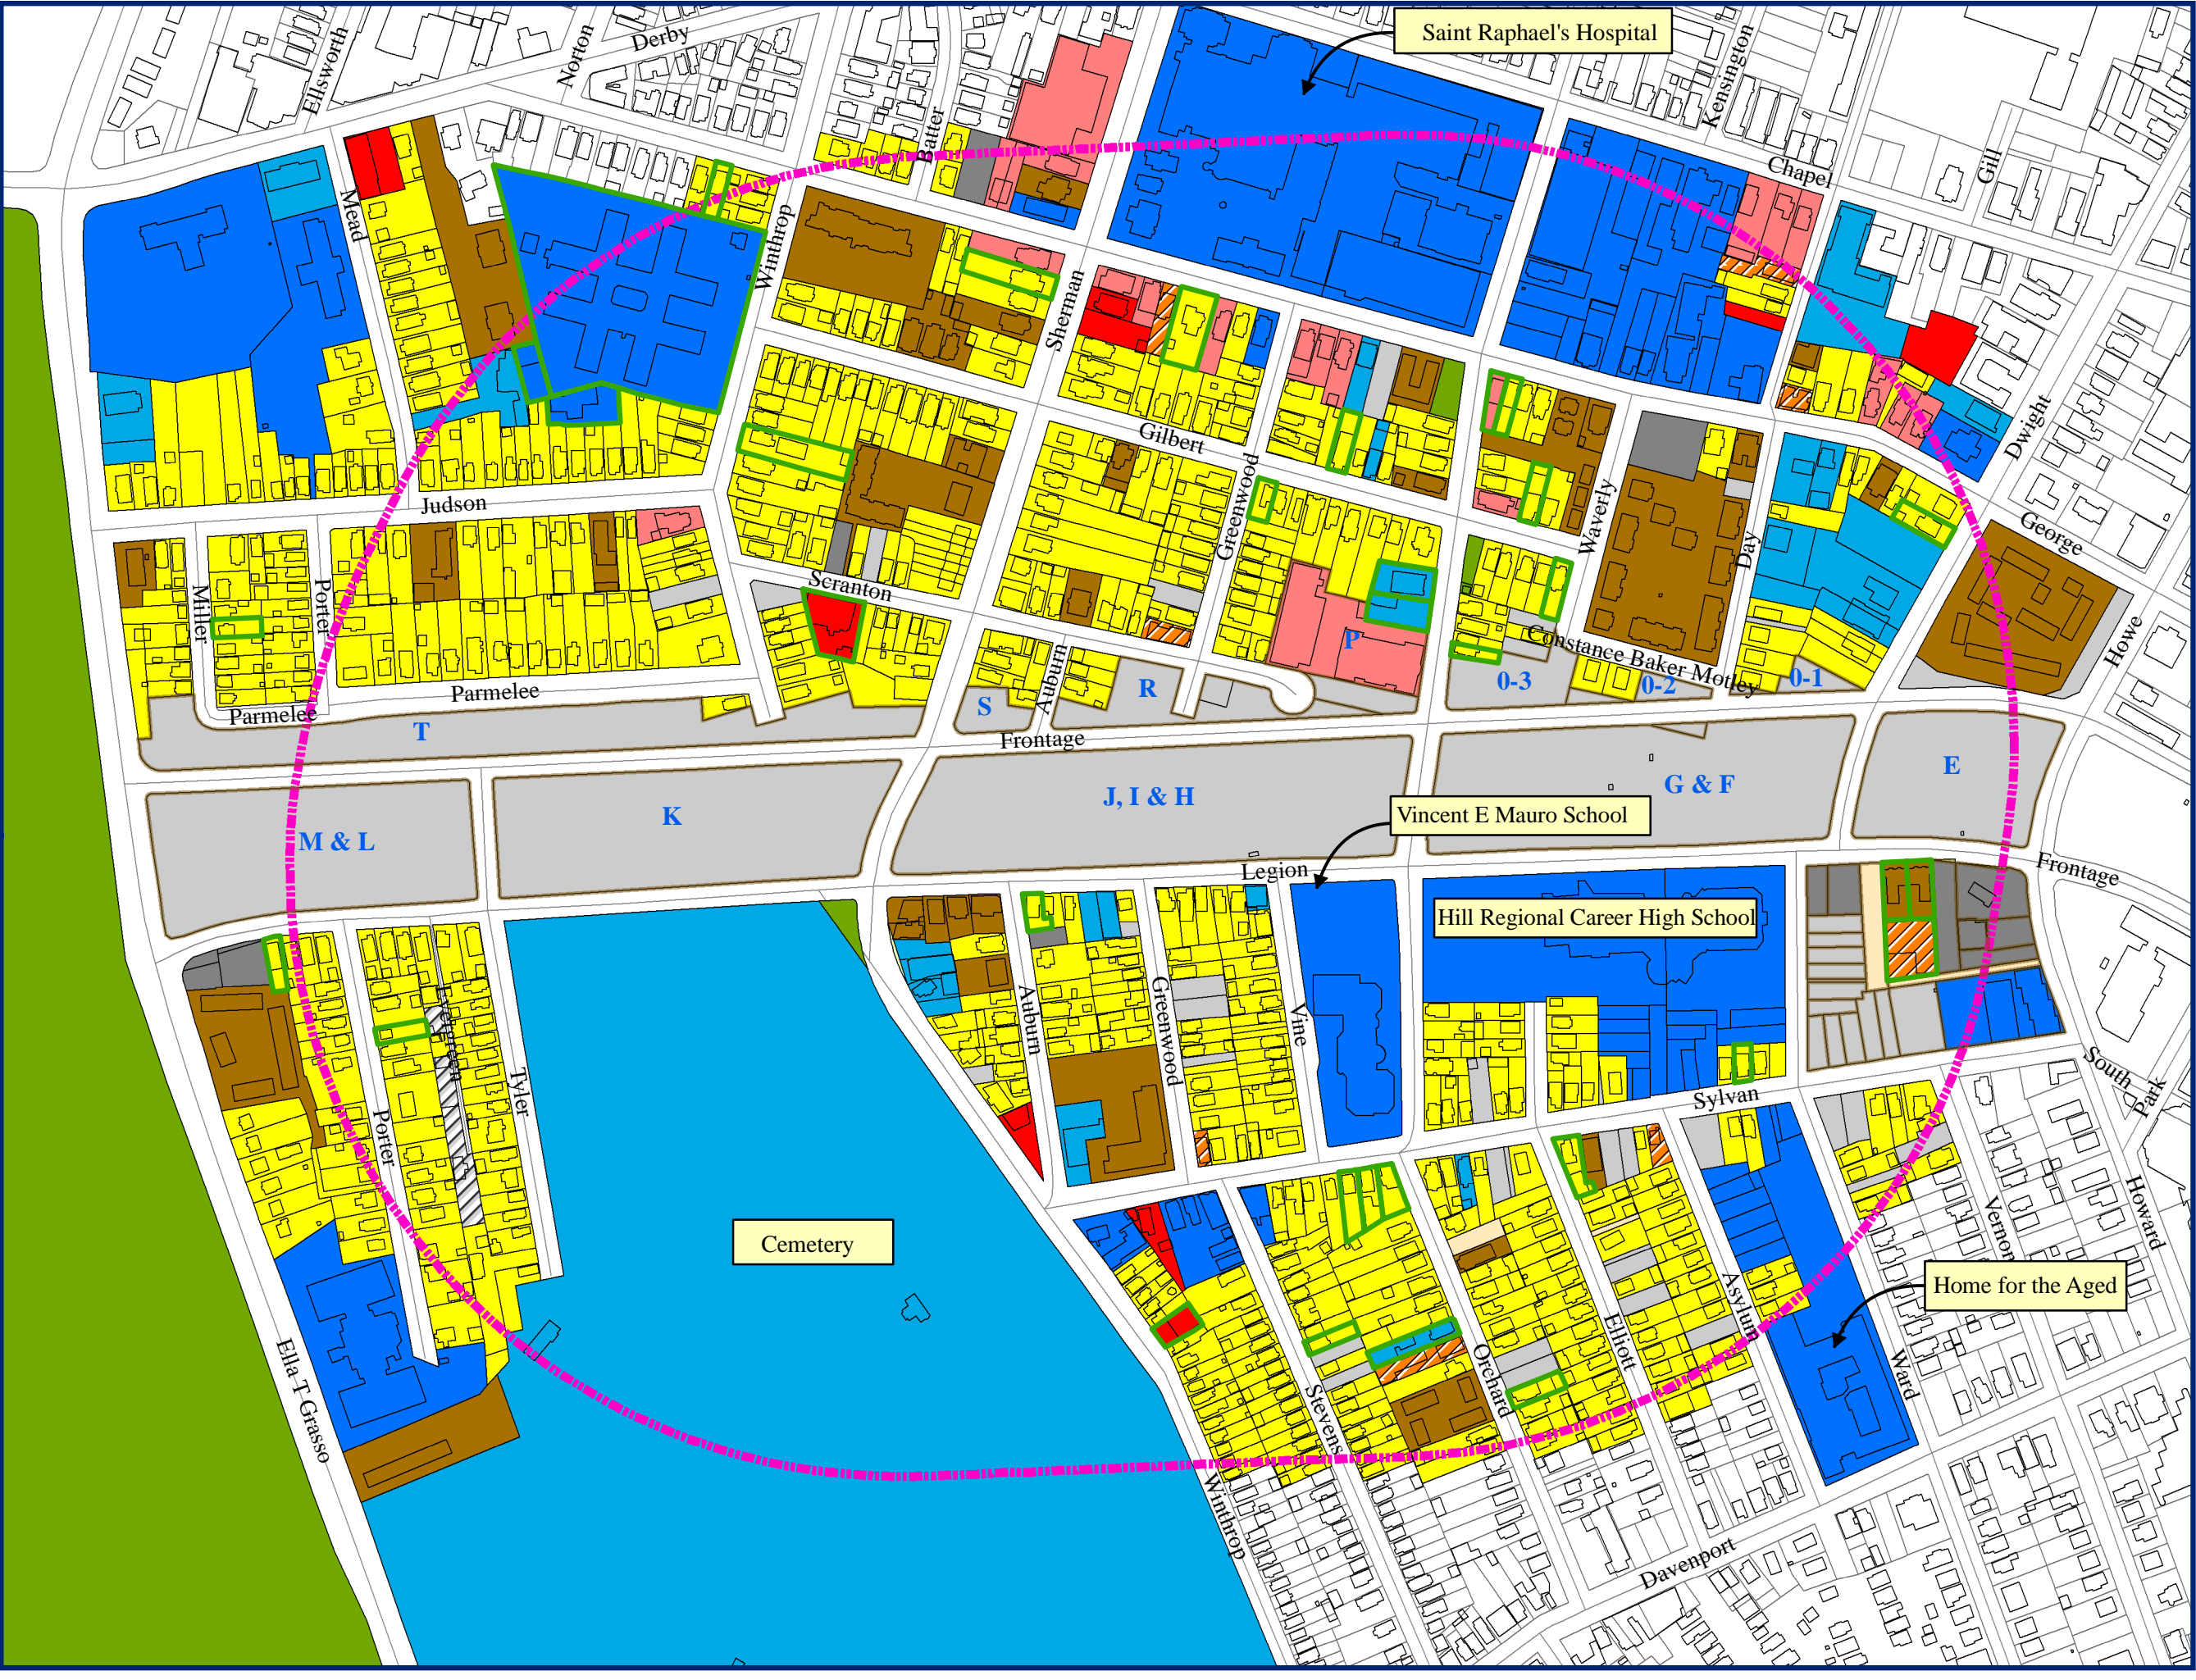 Saint Raphael's Hospital
Derby
Norton
Ellsworth
Kensington
Batter
Chapel
Gill
Mead
Winthrop
Sherman
Gilbert
Dwight
Judson
Greenwood
Waverly
Day
George
Miller
Porter
Scranton
Constance Baker Motley
Howe
P
Auburn
Parmelee
Parmelee
T
S
R
0-3
0-2
0-1
Frontage
E
M & L
K
J, I & H
G & F
Vincent E Mauro School
Legion
Frontage
Hill Regional Career High School
Evergreen
Auburn
Greenwood
Vine
Tyler
Porter
Sylvan
South
Park
Howard
Vernon
Cemetery
Home for the Aged
Asylum
Elliott
Orchard
Ward
Ella T Grasso
Stevens
Winthrop
Davenport